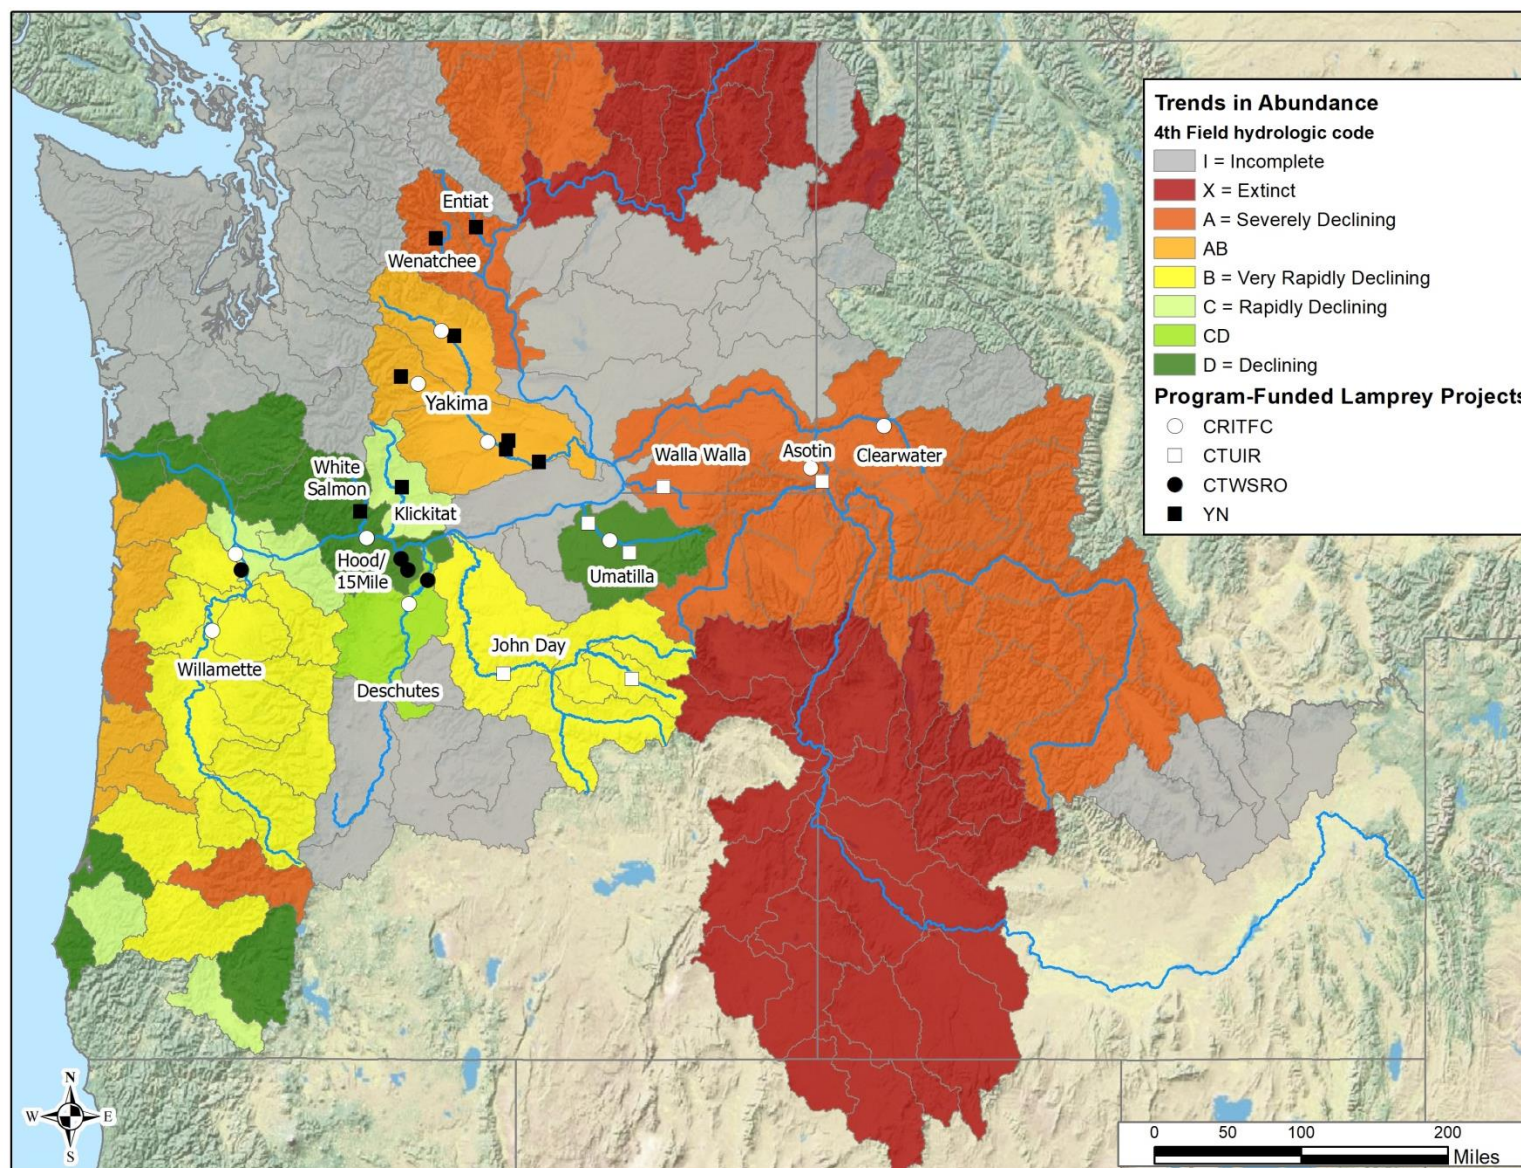 Trends in Abundance
4th Field hydrologic code
I = Incomplete
X = Extinct
A = Severely Declining
AB
B = Very Rapidly Declining
C = Rapidly Declining
CD
D = Declining
Program-Funded Lamprey Projects
CRITFC
CTUIR
CTWSRO
YN
Entiat
Wenatchee
Yakima
White
Salmon
Klickitat
Walla Walla
Asotin
Clearwater
Hood/
15Mile
Umatilla
Willamette
John Day
Deschutes
N
W E
S
0 50 100 200
Miles